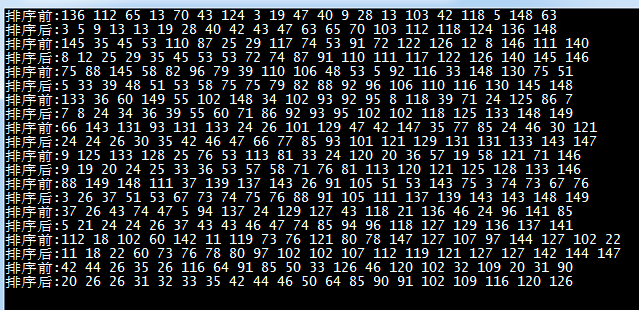 排序前:136 112 65 13 70 43 124 3 19 47 40 9 28 13 103 42 118 5 148 63
排序后:3 5 9 13 13 19 28 40 42 43 47 63 65 70 103 112 118 124 136 148
排序前:145 35 45 53 110 87 25 29 117 74 53 91 72 122 126 12 8 146 111 140
排序后:8 12 25 29 35 45 53 53 72 74 87 91 110 111 117 122 126 140 145 146
排序前:75 88 145 58 82 96 79 39 110 106 48 53 5 92 116 33 148 130 75 51
排序后:5 33 39 48 51 53 58 75 75 79 82 88 92 96 106 110 116 130 145 148
排序前:133 36 60 149 55 102 148 34 102 93 92 95 8 118 39 71 24 125 86 7
排序后:7 8 24 34 36 39 55 60 71 86 92 93 95 102 102 118 125 133 148 149
排序前:66 143 131 93 131 133 24 26 101 129 47 42 147 35 77 85 24 46 30 121
排序后:24 24 26 30 35 42 46 47 66 77 85 93 101 121 129 131 131 133 143 147
排序前:9 125 133 128 25 76 53 113 81 33 24 120 20 36 57 19 58 121 71 146
排序后:9 19 20 24 25 33 36 53 57 58 71 76 81 113 120 121 125 128 133 146
排序前:88 149 148 111 37 139 137 143 26 91 105 51 53 143 75 3 74 73 67 76
排序后:3 26 37 51 53 67 73 74 75 76 88 91 105 111 137 139 143 143 148 149
排序前:37 26 43 74 47 5 94 137 24 129 127 43 118 21 136 46 24 96 141 85
排序后:5 21 24 24 26 37 43 43 46 47 74 85 94 96 118 127 129 136 137 141
排序前:112 18 102 60 142 11 119 73 76 121 80 78 147 127 107 97 144 127 102 22
排序后:11 18 22 60 73 76 78 80 97 102 102 107 112 119 121 127 127 142 144 147
排序前:42 44 26 35 26 116 64 91 85 50 33 126 46 120 102 32 109 20 31 90
排序后:20 26 26 31 32 33 35 42 44 46 50 64 85 90 91 102 109 116 120 126